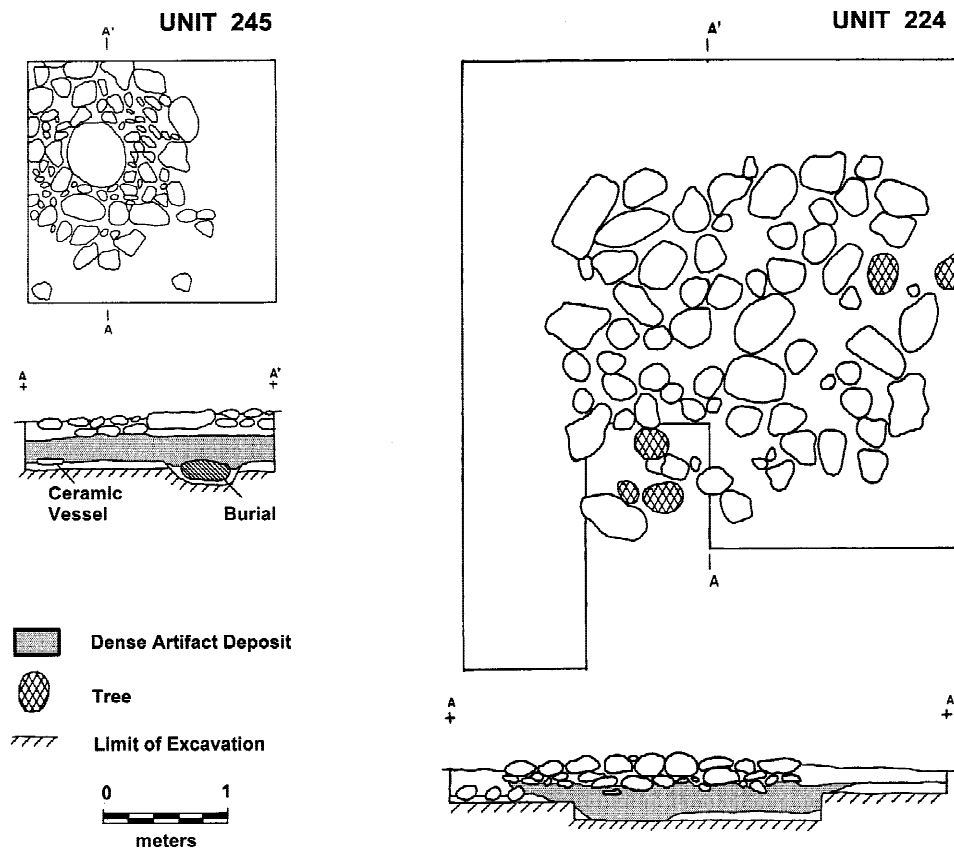 UNIT 245
A'
A
A
A'
Ceramic
Vessel
Burial
UNIT 224
A'
A
A
A
Dense Artifact Deposit
Tree
Limit of Excavation
0 1
meters